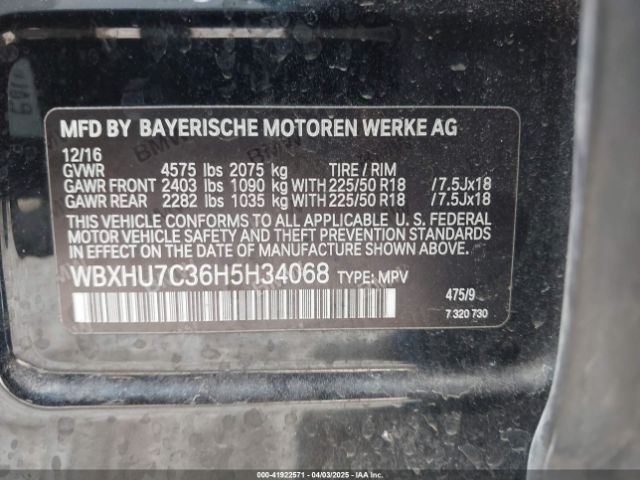 MFD BY BAYERISCHE MOTOREN WERKE AG
12/16
GVWR 4575 lbs 2075 kg TIRE / RIM
GAWR FRONT 2403 lbs 1090 kg WITH 225/50 R18 / 7.5Jx18
GAWR REAR 2282 lbs 1035 kg WITH 225/50 R18 / 7.5Jx18
THIS VEHICLE CONFORMS TO ALL APPLICABLE U. S. FEDERAL
MOTOR VEHICLE SAFETY AND THEFT PREVENTION STANDARDS
IN EFFECT ON THE DATE OF MANUFACTURE SHOWN ABOVE.
WBXHU7C36H5H34068 TYPE: MPV
475/9
7 320 730
000-41922571 04/03/2025 IAAI.COM